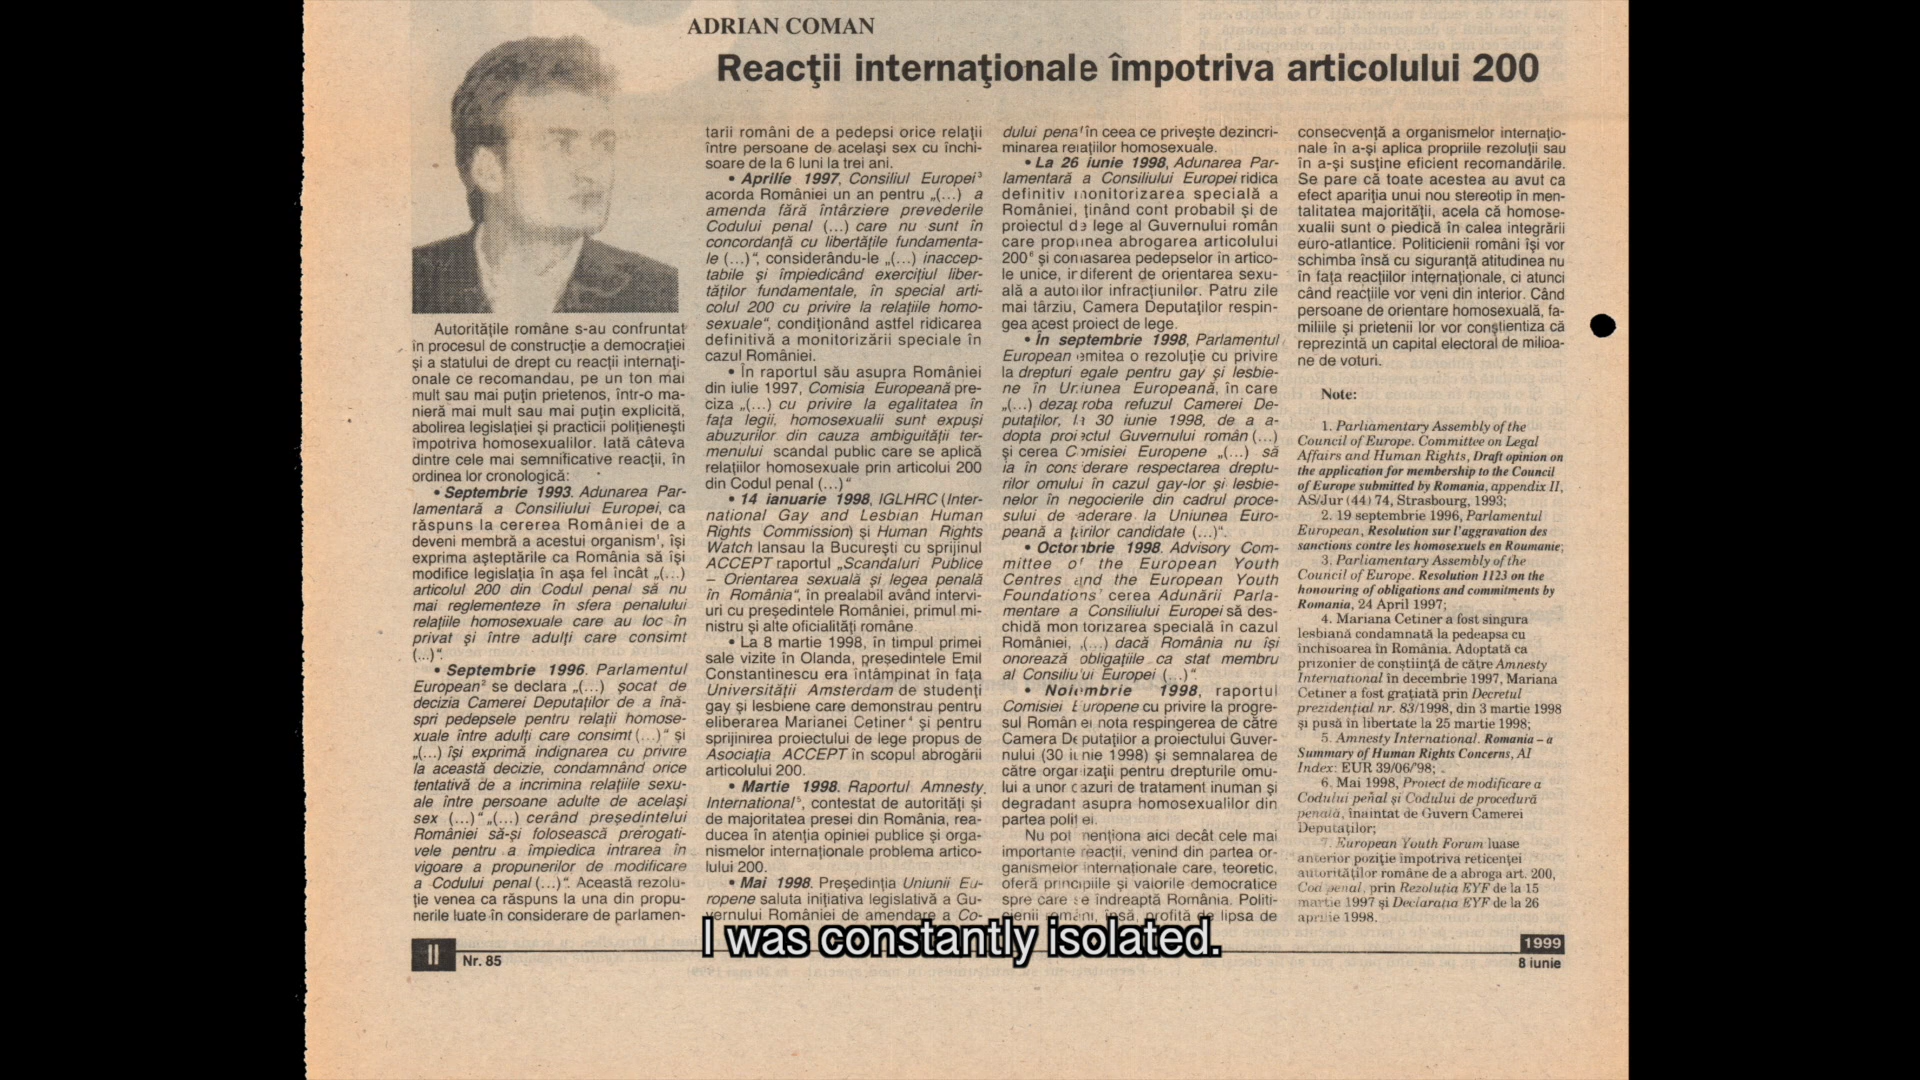 ADRIAN COMAN
Reacţii internaţionale împotriva articolului 200
Autorităţile române s-au confruntat
în procesul de construcţie a democraţiei
şi a statului de drept cu reacţii internaţi-
onale ce recomandau, pe un ton mai
mult sau mai puţin prietenos, într-o ma-
nieră mai mult sau mai puţin explicită,
abolirea legislaţiei şi practicii poliţieneşti
împotriva homosexualilor. Iată câteva
dintre cele mai semnificative reacţii, în
ordinea lor cronologică:
• Septembrie 1993. Adunarea Par-
lamentară a Consiliului Europei, ca
răspuns la cererea României de a
deveni membră a acestui organism¹, îşi
exprima aşteptările ca România să îşi
modifice legislaţia în aşa fel încât „(...)
articolul 200 din Codul penal să nu
mai reglementeze în sfera penalului
relaţiile homosexuale care au loc în
privat şi între adulţi care consimt
(...)“.
• Septembrie 1996. Parlamentul
European² se declara „(...) şocat de
decizia Camerei Deputaţilor de a înă-
spri pedepsele pentru relaţii homose-
xuale între adulţi care consimt (...)“ şi
„(...) îşi exprimă indignarea cu privire
la această decizie, condamnând orice
tentativă de a incrimina relaţiile sexu-
ale între persoane adulte de acelaşi
sex (...)“ „(...) cerând preşedintelui
României să-şi folosească prerogati-
vele pentru a împiedica intrarea în
vigoare a propunerilor de modificare
a Codului penal (...)“. Această rezolu-
ţie venea ca răspuns la una din propu-
nerile luate în considerare de parlamen-
tarii români de a pedepsi orice relaţii
între persoane de acelaşi sex cu închi-
soare de la 6 luni la trei ani.
• Aprilie 1997, Consiliul Europei³
acorda României un an pentru „(...) a
amenda fără întârziere prevederile
Codului penal (...) care nu sunt în
concordanţă cu libertăţile fundamenta-
le (...)“, considerându-le „(...) inaccep-
tabile şi împiedicând exerciţiul liber-
tăţilor fundamentale, în special arti-
colul 200 cu privire la relaţiile homo-
sexuale“, condiţionând astfel ridicarea
definitivă a monitorizării speciale în
cazul României.
• În raportul său asupra României
din iulie 1997, Comisia Europeană pre-
ciza „(...) cu privire la egalitatea în
faţa legii, homosexualii sunt expuşi
abuzurilor din cauza ambiguităţii ter-
menului scandal public care se aplică
relaţiilor homosexuale prin articolul 200
din Codul penal (...)“
• 14 ianuarie 1998, IGLHRC (Inter-
national Gay and Lesbian Human
Rights Commission) şi Human Rights
Watch lansau la Bucureşti cu sprijinul
ACCEPT raportul „Scandaluri Publice
– Orientarea sexuală şi legea penală
în România“, în prealabil având intervi-
uri cu preşedintele României, primul mi-
nistru şi alte oficialităţi române.
• La 8 martie 1998, în timpul primei
sale vizite în Olanda, preşedintele Emil
Constantinescu era întâmpinat în faţa
Universităţii Amsterdam de studenţi
gay şi lesbiene care demonstrau pentru
eliberarea Marianei Cetiner⁴ şi pentru
sprijinirea proiectului de lege propus de
Asociaţia ACCEPT în scopul abrogării
articolului 200.
• Martie 1998. Raportul Amnesty
International⁵, contestat de autorităţi şi
de majoritatea presei din România, rea-
ducea în atenţia opiniei publice şi orga-
nismelor internaţionale problema artico-
lului 200.
• Mai 1998. Preşedinţia Uniunii Eu-
ropene saluta iniţiativa legislativă a Gu-
vernului României de amendare a Co-
dului penal în ceea ce priveşte dezincri-
minarea relaţiilor homosexuale.
• La 26 iunie 1998, Adunarea Par-
lamentară a Consiliului Europei ridica
definitiv monitorizarea specială a
României, ţinând cont probabil şi de
proiectul de lege al Guvernului român
care propunea abrogarea articolului
200⁶ şi comasarea pedepselor în artico-
le unice, indiferent de orientarea sexu-
ală a autorilor infracţiunilor. Patru zile
mai târziu, Camera Deputaţilor respin-
gea acest proiect de lege.
• În septembrie 1998, Parlamentul
European emitea o rezoluţie cu privire
la drepturi egale pentru gay şi lesbie-
ne în Uniunea Europeană, în care
„(...) dezaproba refuzul Camerei De-
putaţilor, la 30 iunie 1998, de a a-
dopta proiectul Guvernului român (...)
şi cerea Comisiei Europene „(...) să
ia în considerare respectarea dreptu-
rilor omului în cazul gay-lor şi lesbie-
nelor în negocierile din cadrul proce-
sului de aderare la Uniunea Euro-
peană a ţărilor candidate (...)“.
• Octombrie 1998. Advisory Com-
mittee of the European Youth
Centres and the European Youth
Foundations⁷ cerea Adunării Parla-
mentare a Consiliului Europei să des-
chidă monitorizarea specială în cazul
României, „(...) dacă România nu îşi
onorează obligaţiile ca stat membru
al Consiliului Europei (...)“.
• Noiembrie 1998, raportul
Comisiei Europene cu privire la progre-
sul României nota respingerea de către
Camera Deputaţilor a proiectului Guver-
nului (30 iunie 1998) şi semnalarea de
către organizaţii pentru drepturile omu-
lui a unor cazuri de tratament inuman şi
degradant asupra homosexualilor din
partea poliţiei.
Nu pot menţiona aici decât cele mai
importante reacţii, venind din partea or-
ganismelor internaţionale care, teoretic,
oferă principiile şi valorile democratice
spre care se îndreaptă România. Politi-
cienii români, însă, profită de lipsa de
consecvenţă a organismelor internaţio-
nale în a-şi aplica propriile rezoluţii sau
în a-şi susţine eficient recomandările.
Se pare că toate acestea au avut ca
efect apariţia unui nou stereotip în men-
talitatea majorităţii, acela că homose-
xualii sunt o piedică în calea integrării
euro-atlantice. Politicienii români îşi vor
schimba însă cu siguranţă atitudinea nu
în faţa reacţiilor internaţionale, ci atunci
când reacţiile vor veni din interior. Când
persoane de orientare homosexuală, fa-
miliile şi prietenii lor vor conştientiza că
reprezintă un capital electoral de milioa-
ne de voturi.
Note:
1. Parliamentary Assembly of the
Council of Europe. Committee on Legal
Affairs and Human Rights, Draft opinion on
the application for membership to the Council
of Europe submitted by Romania, appendix II,
AS/Jur (44) 74, Strasbourg, 1993;
2. 19 septembrie 1996, Parlamentul
European, Resolution sur l'aggravation des
sanctions contre les homosexuels en Roumanie;
3. Parliamentary Assembly of the
Council of Europe. Resolution 1123 on the
honouring of obligations and commitments by
Romania, 24 April 1997;
4. Mariana Cetiner a fost singura
lesbiană condamnată la pedeapsa cu
închisoarea în România. Adoptată ca
prizonier de conştiinţă de către Amnesty
International în decembrie 1997, Mariana
Cetiner a fost graţiată prin Decretul
prezidenţial nr. 83/1998, din 3 martie 1998
şi pusă în libertate la 25 martie 1998;
5. Amnesty International. Romania – a
Summary of Human Rights Concerns, AI
Index: EUR 39/06/'98;
6. Mai 1998, Proiect de modificare a
Codului penal şi Codului de procedură
penală, înaintat de Guvern Camerei
Deputaţilor;
7. European Youth Forum luase
anterior poziţie împotriva reticenţei
autorităţilor române de a abroga art. 200,
Cod penal, prin Rezoluţia EYF de la 15
martie 1997 şi Declaraţia EYF de la 26
aprilie 1998.
I was constantly isolated.
II Nr. 85
1999
8 iunie